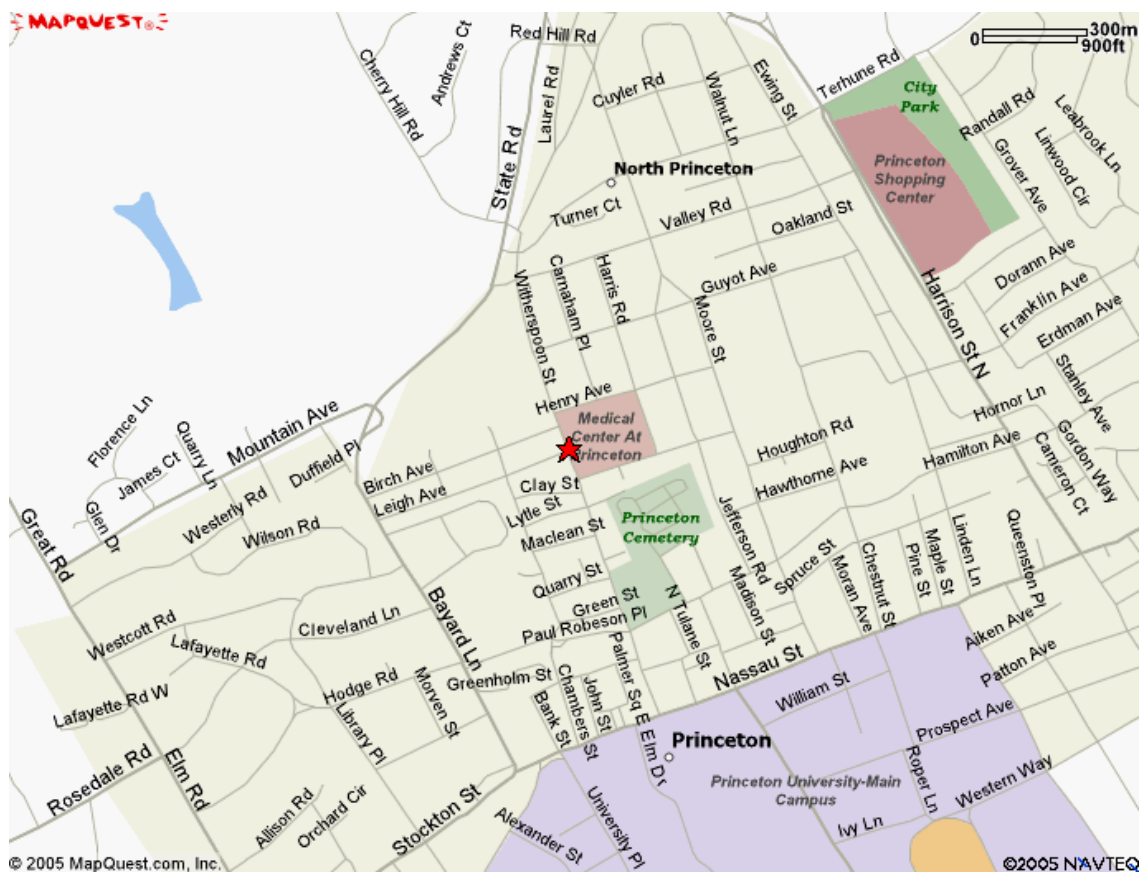 MAPQUEST®
0
300m
900ft
Red Hill Rd
Andrews Ct
Cherry Hill Rd
Laurel Rd
State Rd
Cuyler Rd
Walnut Ln
Ewing St
Terhune Rd
City
Park
Randall Rd
Leabrook Ln
Linwood Cir
Grover Ave
Princeton
Shopping
Center
North Princeton
Turner Ct
Valley Rd
Oakland St
Witherspoon St
Carnaham Pl
Harris Rd
Guyot Ave
Moore St
Harrison St N
Dorann Ave
Franklin Ave
Erdman Ave
Stanley Ave
Henry Ave
Medical
Center At
Princeton
Florence Ln
Quarry Ln
Mountain Ave
James Ct
Duffield Pl
Birch Ave
Leigh Ave
Clay St
Lytle St
Maclean St
Houghton Rd
Hawthorne Ave
Hamilton Ave
Hornor Ln
Gordon Way
Cameron Ct
Glen Dr
Great Rd
Westerly Rd
Wilson Rd
Princeton
Cemetery
Jefferson Rd
Quarry St
Green St
Paul Robeson Pl
N Tulane St
Madison St
Spruce St
Moran Ave
Chestnut St
Pine St
Maple St
Linden Ln
Queenston Pl
Westcott Rd
Cleveland Ln
Bayard Ln
Lafayette Rd
Lafayette Rd W
Hodge Rd
Morven St
Greenholm St
Library Pl
Bank St
Chambers St
John St
Palmer Sq E
Elm Dr
Nassau St
William St
Aiken Ave
Patton Ave
Prospect Ave
Princeton
Princeton University-Main
Campus
Roper Ln
Western Way
Ivy Ln
Rosedale Rd
Elm Rd
Allison Rd
Orchard Cir
Stockton St
Alexander St
University Pl
© 2005 MapQuest.com, Inc.
©2005 NAVTEQ